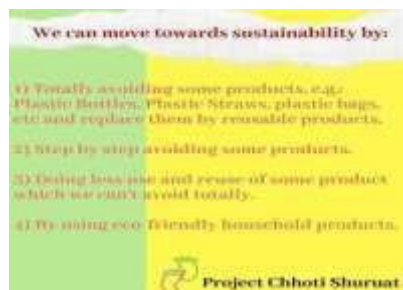 We can move towards sustainability by:
1) Totally avoiding some products, e.g.:
Plastic Bottles, Plastic Straws, plastic bags,
etc and replace them by reusable products.
2) Step by step avoiding some products.
3) Doing less use and reuse of some product
which we can't avoid totally.
4) By using eco friendly household products.
Project Chhoti Shuruat